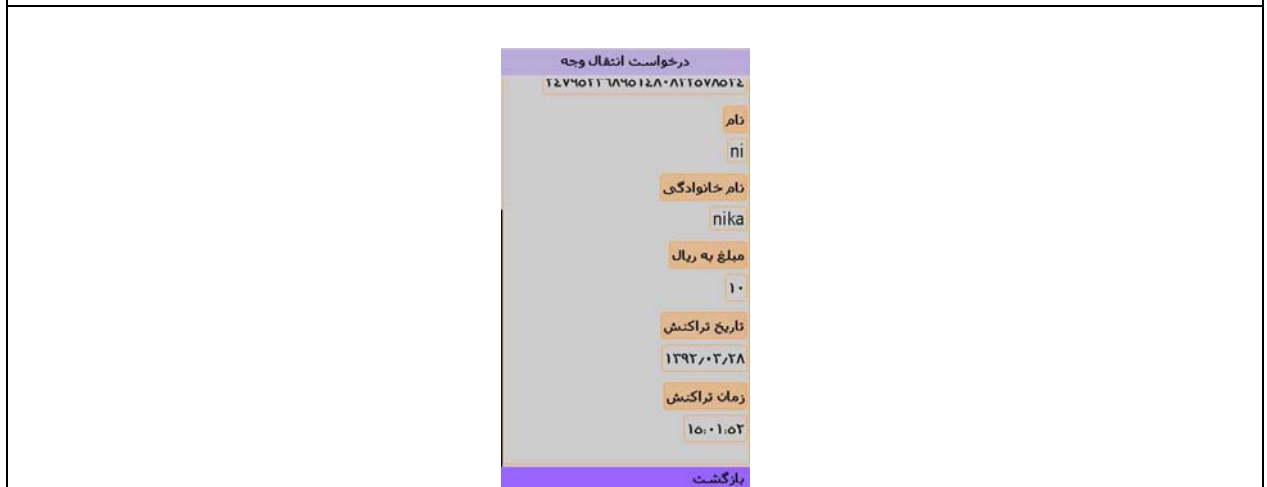 درخواست انتقال وجه
نام
ni
نام خانوادگی
nika
مبلغ به ریال
۱۰
تاریخ تراکنش
۱۳۹۲/۰۳/۲۸
زمان تراکنش
۱۵:۰۱:۵۲
بازگشت